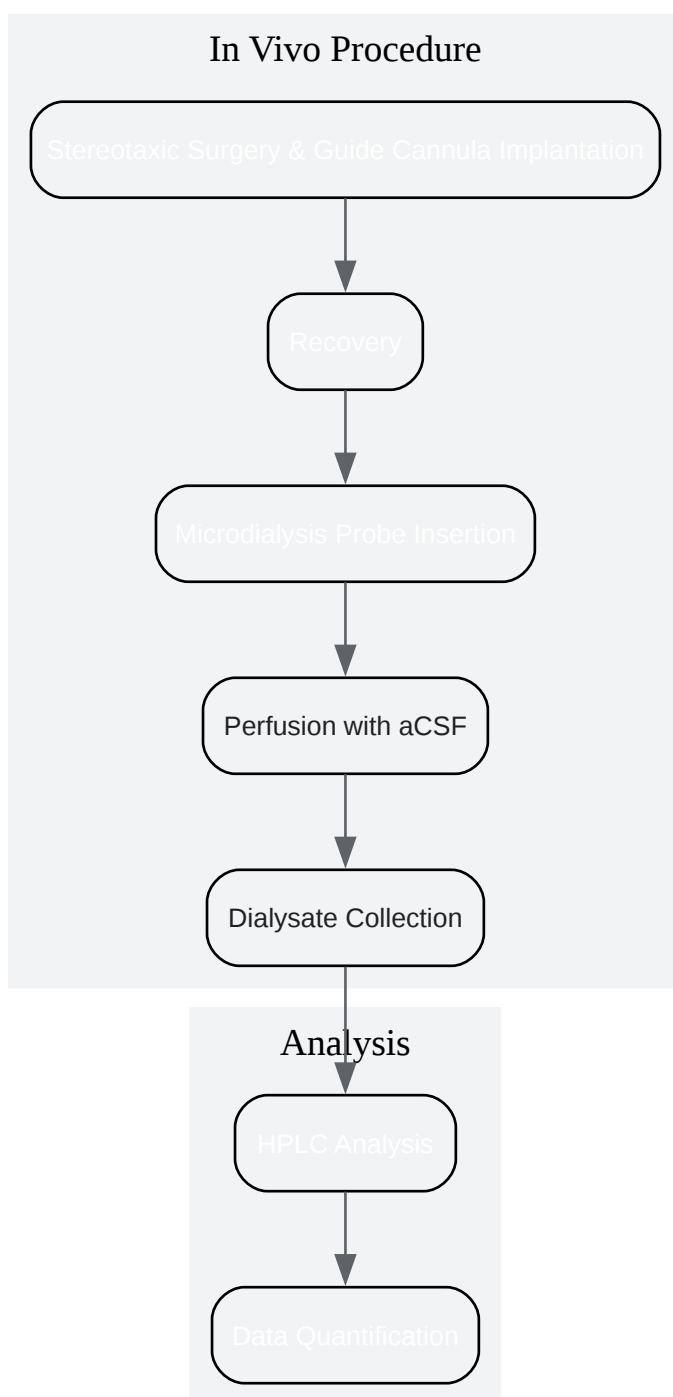 In Vivo Procedure
Stereotaxic Surgery & Guide Cannula Implantation
Recovery
Microdialysis Probe Insertion
Perfusion with aCSF
Dialysate Collection
Analysis
HPLC Analysis
Data Quantification